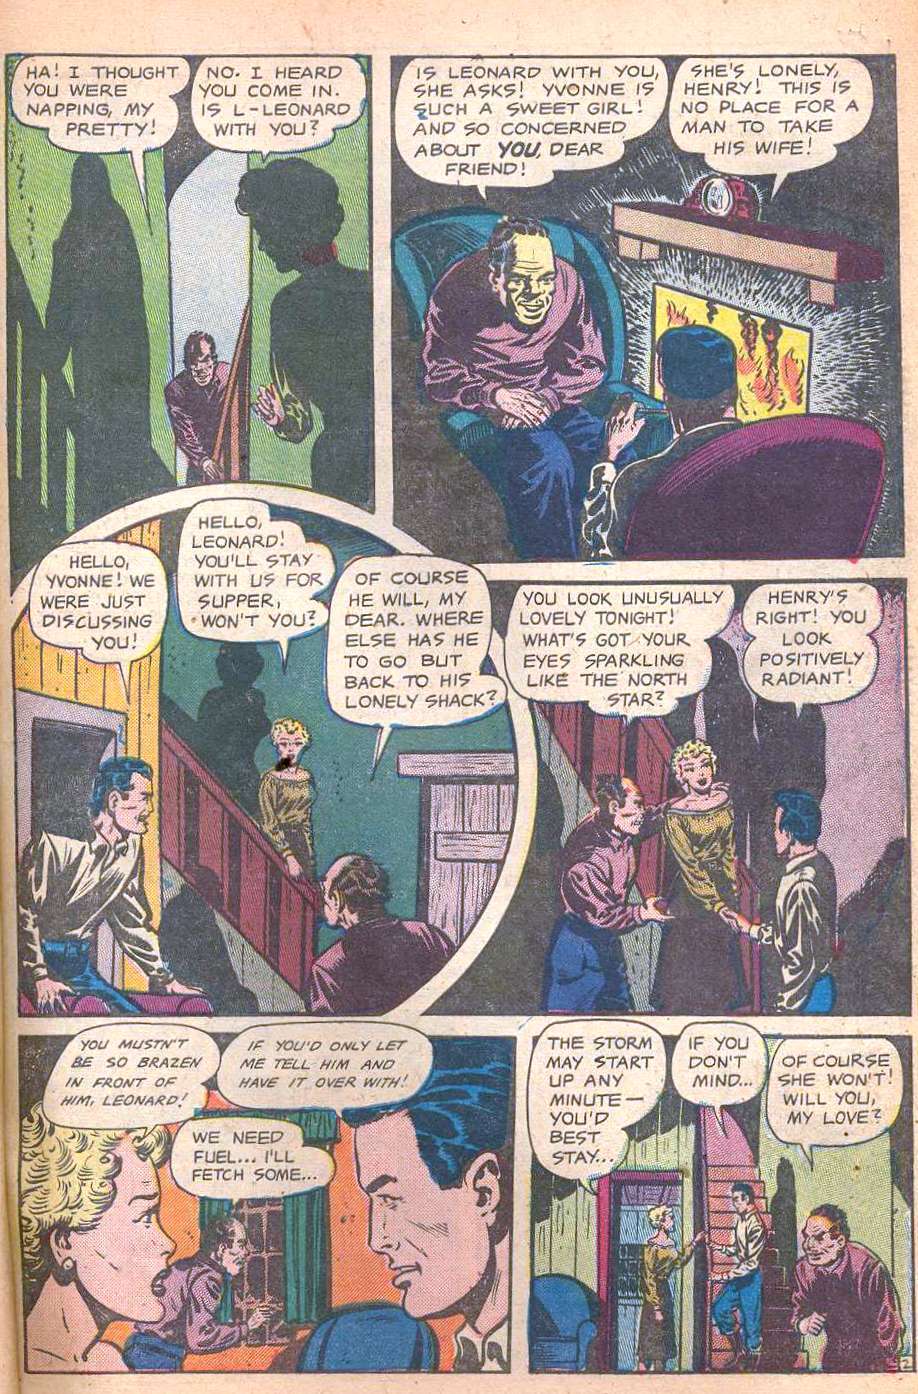 HA! I THOUGHT
YOU WERE
NAPPING, MY
PRETTY!
NO. I HEARD
YOU COME IN.
IS L-LEONARD
WITH YOU?
IS LEONARD WITH YOU,
SHE ASKS! YVONNE IS
SUCH A SWEET GIRL!
AND SO CONCERNED
ABOUT YOU, DEAR
FRIEND!
SHE'S LONELY,
HENRY! THIS IS
NO PLACE FOR A
MAN TO TAKE
HIS WIFE!
HELLO,
YVONNE! WE
WERE JUST
DISCUSSING
YOU!
HELLO,
LEONARD!
YOU'LL STAY
WITH US FOR
SUPPER,
WON'T YOU?
OF COURSE
HE WILL, MY
DEAR. WHERE
ELSE HAS HE
TO GO BUT
BACK TO HIS
LONELY SHACK?
YOU LOOK UNUSUALLY
LOVELY TONIGHT!
WHAT'S GOT YOUR
EYES SPARKLING
LIKE THE NORTH
STAR?
HENRY'S
RIGHT! YOU
LOOK
POSITIVELY
RADIANT!
YOU MUSTN'T
BE SO BRAZEN
IN FRONT OF
HIM, LEONARD!
IF YOU'D ONLY LET
ME TELL HIM AND
HAVE IT OVER WITH!
WE NEED
FUEL... I'LL
FETCH SOME...
THE STORM
MAY START
UP ANY
MINUTE—
YOU'D
BEST
STAY...
IF YOU
DON'T
MIND...
OF COURSE
SHE WON'T!
WILL YOU,
MY LOVE?